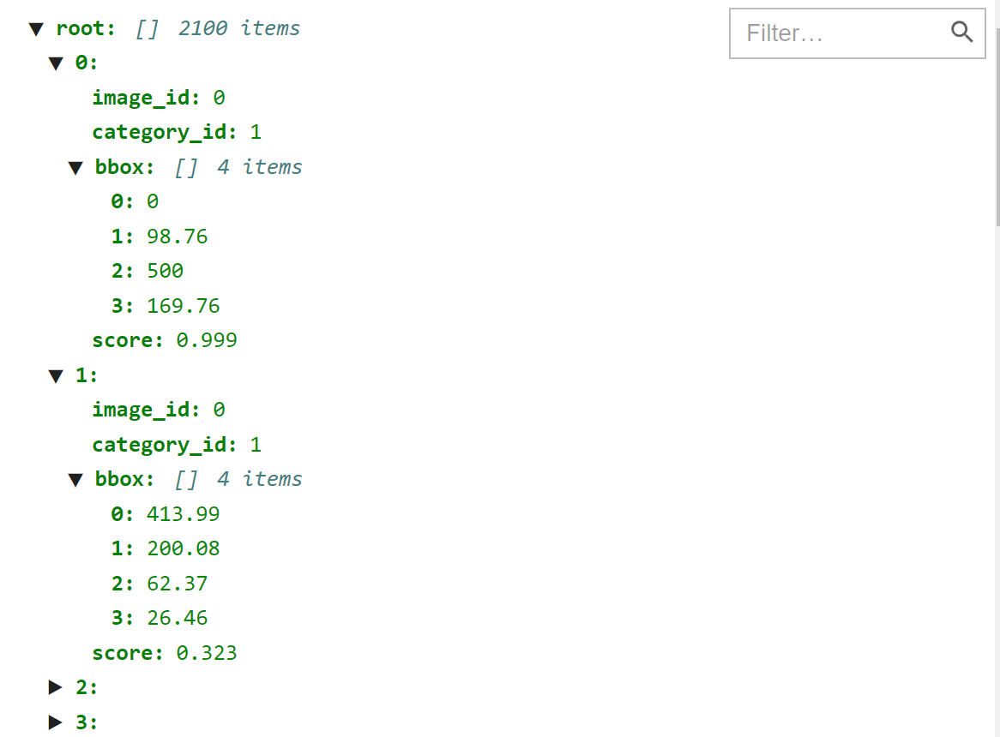 ▼ root: [] 2100 items
Filter...
▼ 0:
image_id: 0
category_id: 1
▼ bbox: [] 4 items
0: 0
1: 98.76
2: 500
3: 169.76
score: 0.999
▼ 1:
image_id: 0
category_id: 1
▼ bbox: [] 4 items
0: 413.99
1: 200.08
2: 62.37
3: 26.46
score: 0.323
▶ 2:
▶ 3: